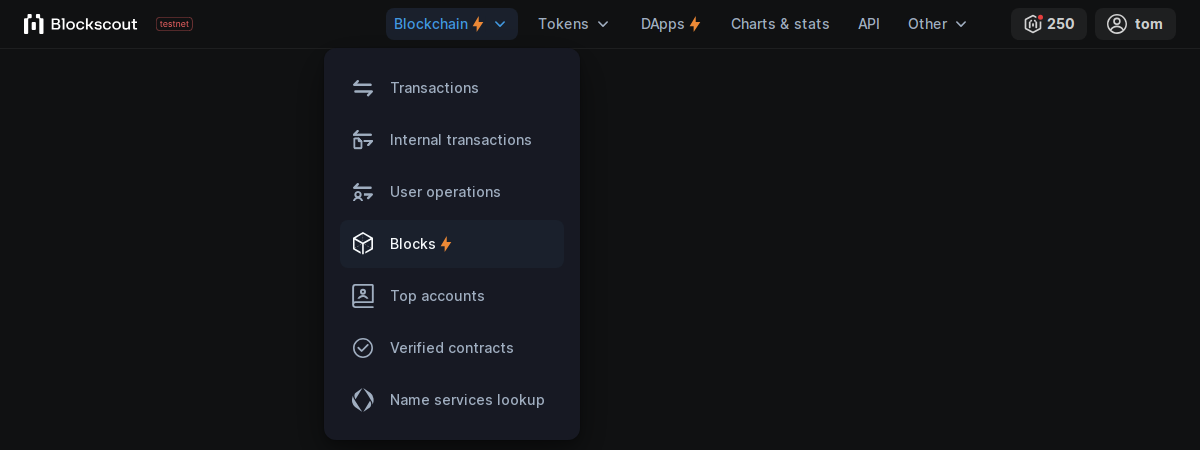 Blockscout testnet Blockchain Tokens DApps Charts & stats API Other 250 tom
Transactions
Internal transactions
User operations
Blocks
Top accounts
Verified contracts
Name services lookup